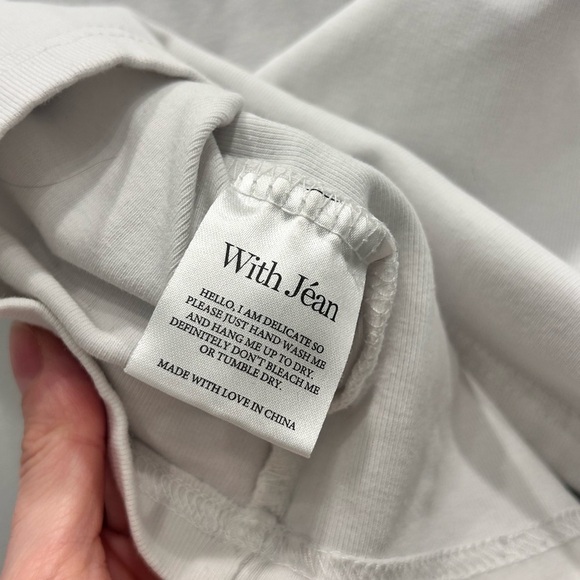 With Jéan
HELLO, I AM DELICATE SO
PLEASE JUST HAND WASH ME
AND HANG ME UP TO DRY.
DEFINITELY DON'T BLEACH ME
OR TUMBLE DRY.
MADE WITH LOVE IN CHINA